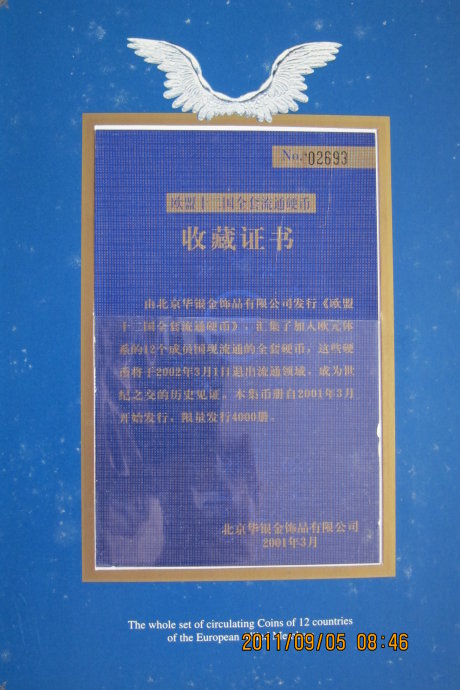 No. 02693
欧盟十二国全套流通硬币
收藏证书
由北京华银金饰品有限公司发行《欧盟
十二国全套流通硬币》，汇集了加入欧元体
系的12个成员国现流通的全套硬币，这些硬
币将于2002年3月1日退出流通领域，成为世
纪之交的历史见证。本集币册自2001年3月
开始发行，限量发行4000册。
北京华银金饰品有限公司
2001年3月
The whole set of circulating Coins of 12 countries
of the European
2011/09/05 08:46